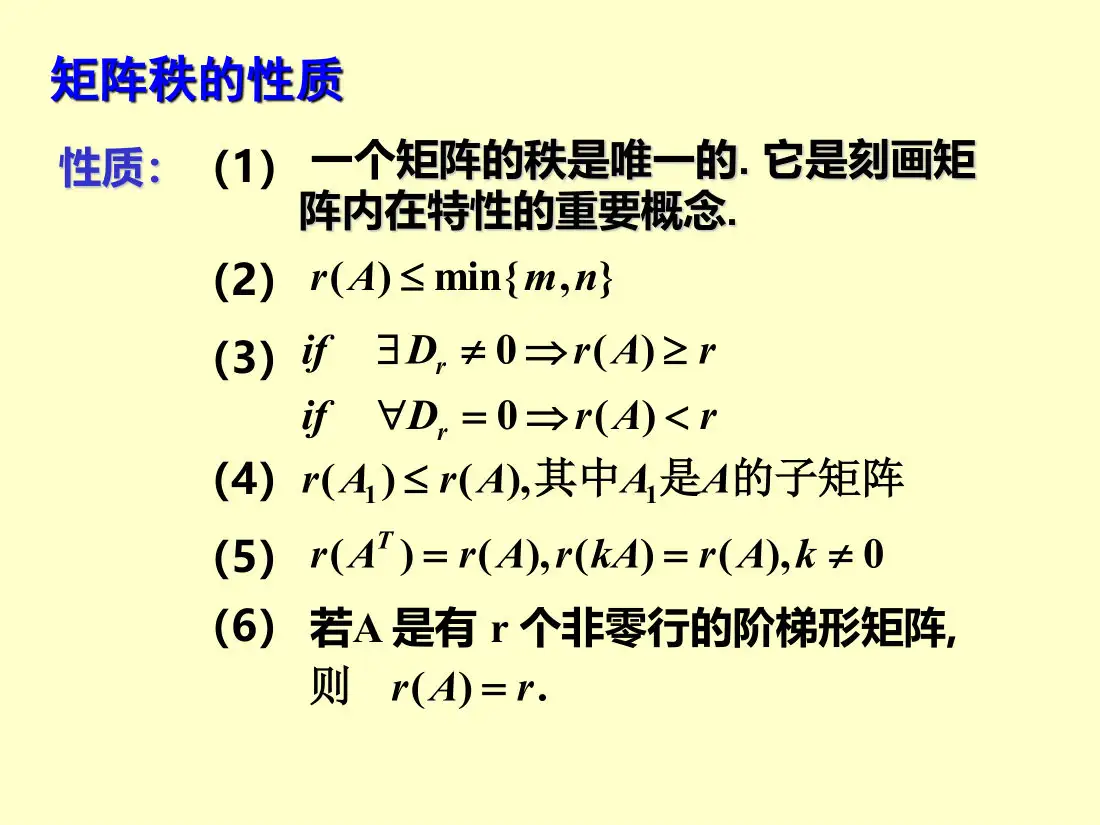 矩阵秩的性质
性质： (1) 一个矩阵的秩是唯一的. 它是刻画矩
阵内在特性的重要概念.
(2) r(A) ≤ min{m,n}
(3) if ∃D_r ≠ 0 ⇒ r(A) ≥ r
if ∀D_r = 0 ⇒ r(A) < r
(4) r(A₁) ≤ r(A),其中A₁是A的子矩阵
(5) r(Aᵀ) = r(A), r(kA) = r(A), k ≠ 0
(6) 若A 是有 r 个非零行的阶梯形矩阵,
则 r(A) = r.